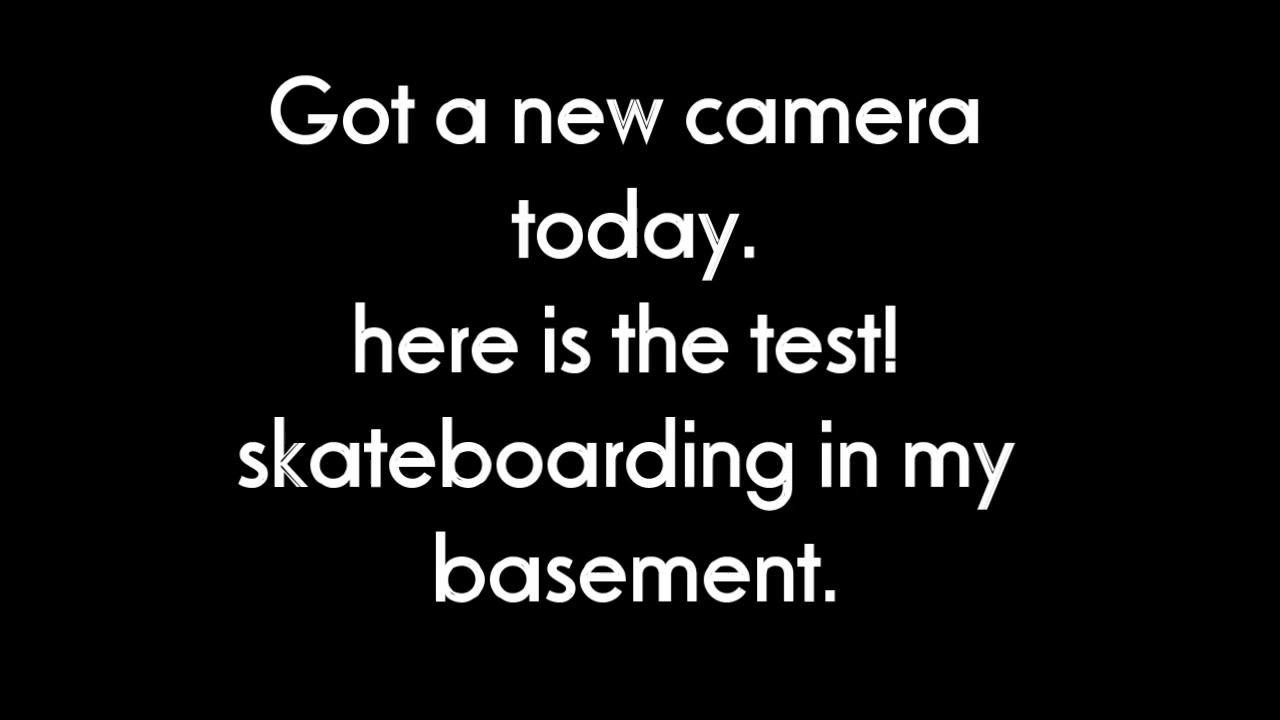 Got a new camera
today.
here is the test!
skateboarding in my
basement.